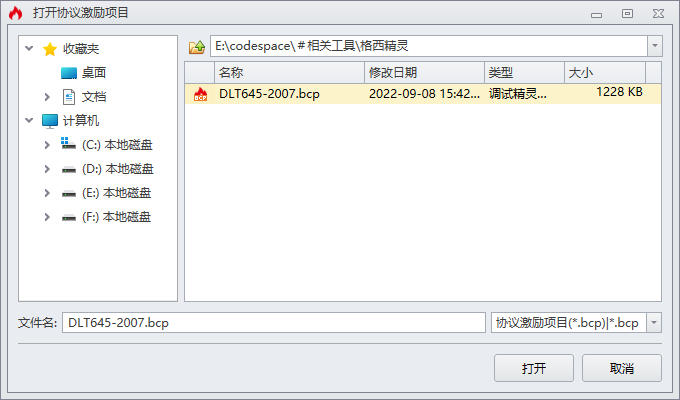 打开协议激励项目
收藏夹
桌面
文档
计算机
(C:) 本地磁盘
(D:) 本地磁盘
(E:) 本地磁盘
(F:) 本地磁盘
E:\codespace\＃相关工具\格西精灵
名称 修改日期 类型 大小
DLT645-2007.bcp 2022-09-08 15:42... 调试精灵... 1228 KB
文件名: DLT645-2007.bcp 协议激励项目(*.bcp)|*.bcp
打开 取消